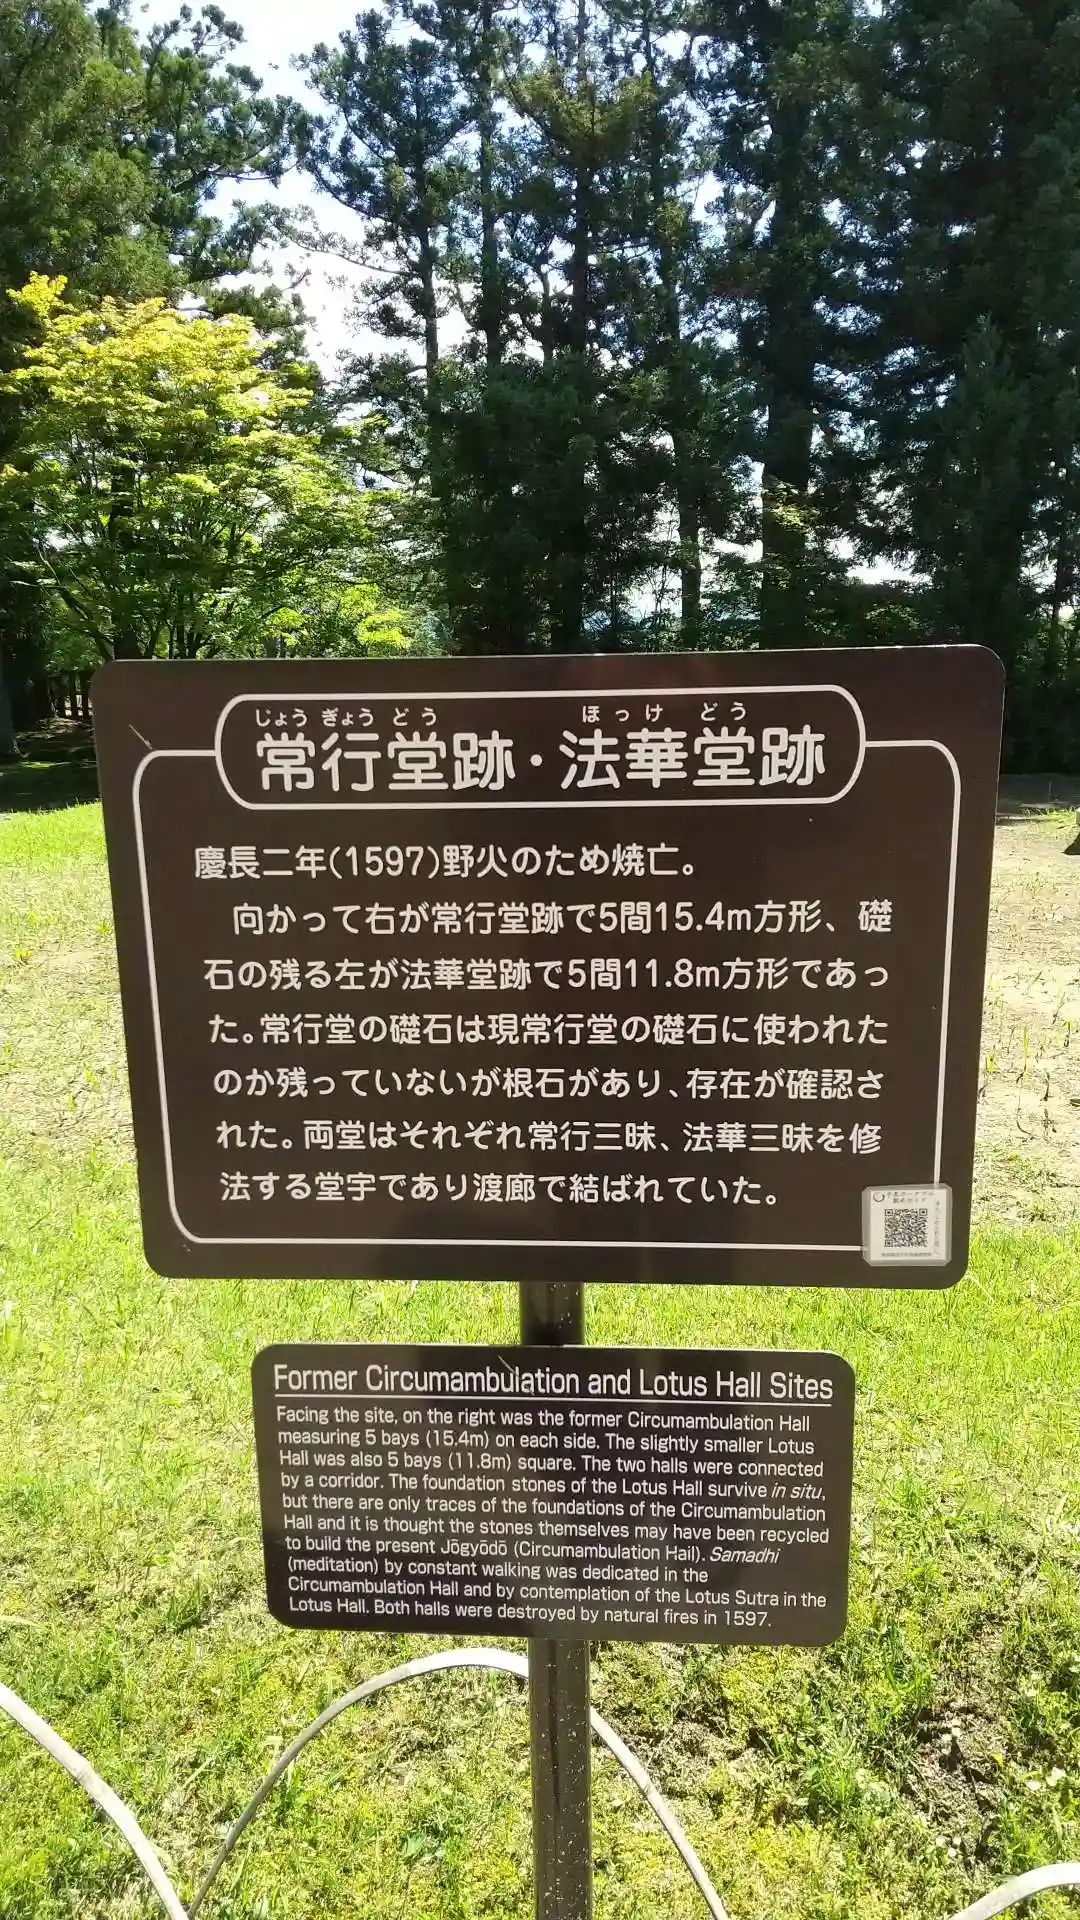 じょう ぎょう どう ほっけ どう
常行堂跡・法華堂跡
慶長二年(1597)野火のため焼亡。
向かって右が常行堂跡で5間15.4m方形、礎
石の残る左が法華堂跡で5間11.8m方形であっ
た。常行堂の礎石は現常行堂の礎石に使われた
のか残っていないが根石があり、存在が確認さ
れた。両堂はそれぞれ常行三昧、法華三昧を修
法する堂宇であり渡廊で結ばれていた。
Former Circumambulation and Lotus Hall Sites
Facing the site, on the right was the former Circumambulation Hall
measuring 5 bays (15.4m) on each side. The slightly smaller Lotus
Hall was also 5 bays (11.8m) square. The two halls were connected
by a corridor. The foundation stones of the Lotus Hall survive in situ,
but there are only traces of the foundations of the Circumambulation
Hall and it is thought the stones themselves may have been recycled
to build the present Jōgyōdō (Circumambulation Hall). Samadhi
(meditation) by constant walking was dedicated in the
Circumambulation Hall and by contemplation of the Lotus Sutra in the
Lotus Hall. Both halls were destroyed by natural fires in 1597.